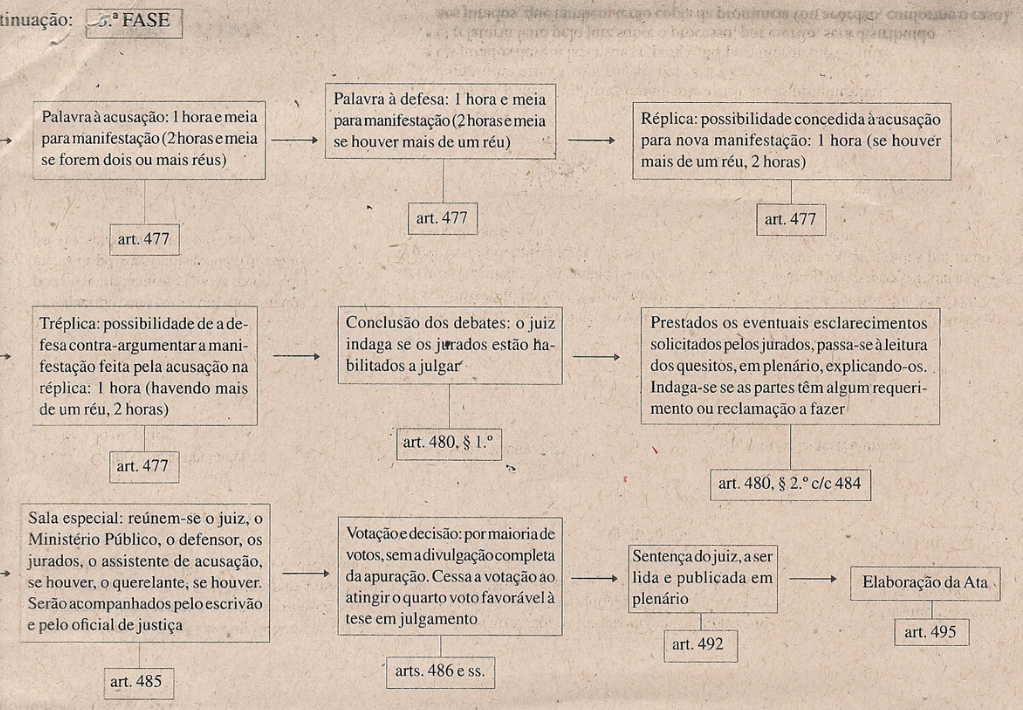 tinuação: 5.ª FASE
Palavra à acusação: 1 hora e meia
para manifestação (2 horas e meia
se forem dois ou mais réus)
art. 477
Palavra à defesa: 1 hora e meia
para manifestação (2 horas e meia
se houver mais de um réu)
art. 477
Réplica: possibilidade concedida à acusação
para nova manifestação: 1 hora (se houver
mais de um réu, 2 horas)
art. 477
Tréplica: possibilidade de a de-
fesa contra-argumentar a mani-
festação feita pela acusação na
réplica: 1 hora (havendo mais
de um réu, 2 horas)
art. 477
Conclusão dos debates: o juiz
indaga se os jurados estão ha-
bilitados a julgar
art. 480, § 1.º
Prestados os eventuais esclarecimentos
solicitados pelos jurados, passa-se à leitura
dos quesitos, em plenário, explicando-os.
Indaga-se se as partes têm algum requeri-
mento ou reclamação a fazer
art. 480, § 2.º c/c 484
Sala especial: reúnem-se o juiz, o
Ministério Público, o defensor, os
jurados, o assistente de acusação,
se houver, o querelante, se houver.
Serão acompanhados pelo escrivão
e pelo oficial de justiça
art. 485
Votação e decisão: por maioria de
votos, sem a divulgação completa
da apuração. Cessa a votação ao
atingir o quarto voto favorável à
tese em julgamento
arts. 486 e ss.
Sentença do juiz, a ser
lida e publicada em
plenário
art. 492
Elaboração da Ata
art. 495